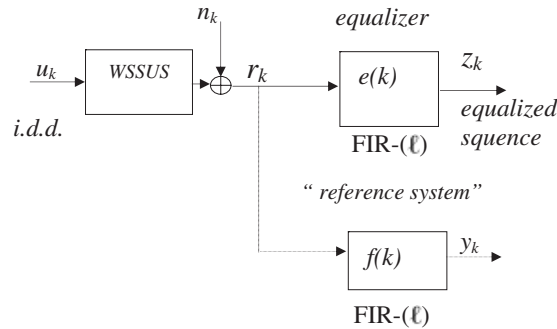 n_k
equalizer
u_k
WSSUS
r_k
e(k)
z_k
i.d.d.
equalized
squence
FIR-(ℓ)
“ reference system”
f(k)
y_k
FIR-(ℓ)